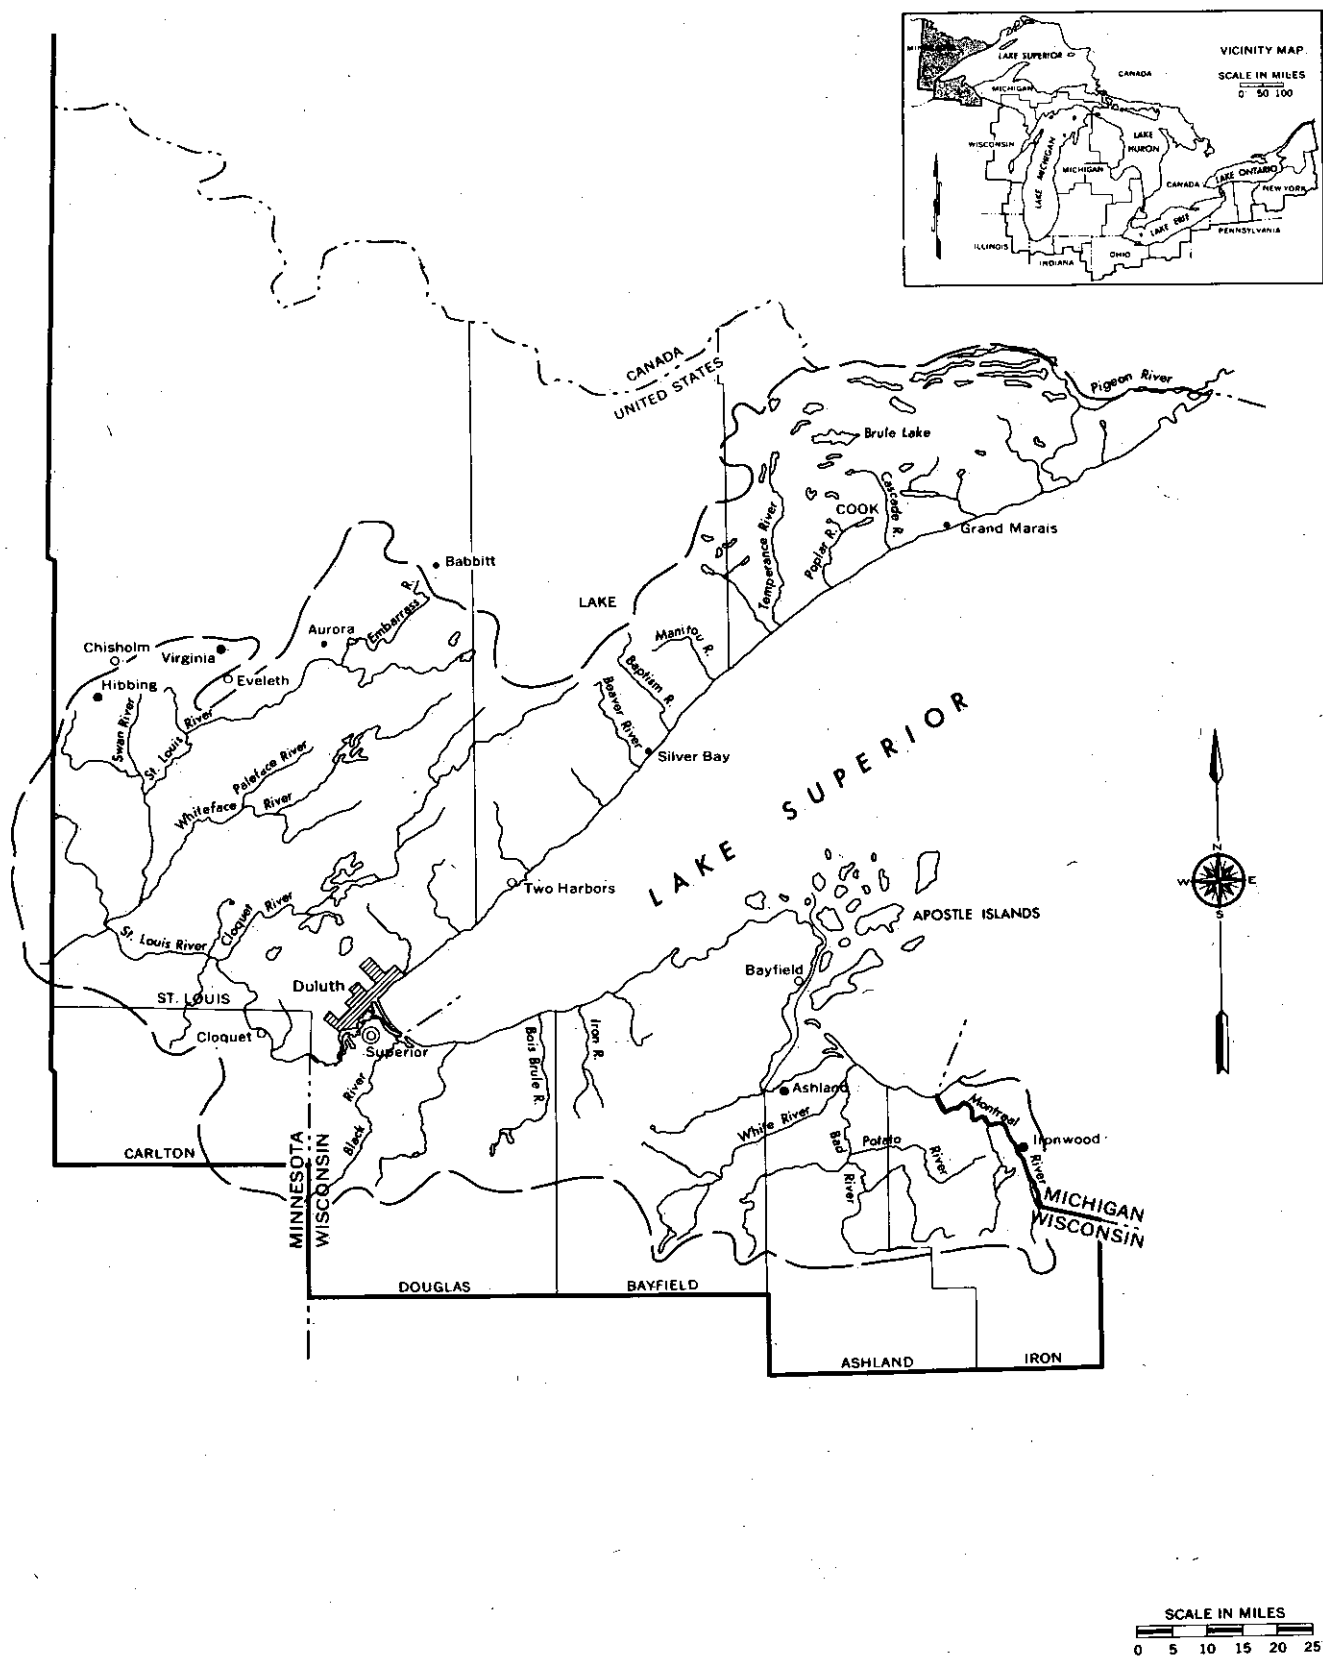 VICINITY MAP
SCALE IN MILES
0 50 100
LAKE SUPERIOR
CANADA
MICHIGAN
WISCONSIN
LAKE MICHIGAN
MICHIGAN
LAKE HURON
CANADA
LAKE ONTARIO
NEW YORK
LAKE ERIE
PENNSYLVANIA
ILLINOIS
INDIANA
OHIO
CANADA
UNITED STATES
Pigeon River
Brule Lake
Cascade R.
COOK
Grand Marais
Temperance River
Poplar R.
Babbitt
LAKE
Embarrass R.
Aurora
Manitou R.
Chisholm
Virginia
Baptism R.
Eveleth
Hibbing
Beaver River
Swan River
St. Louis River
Silver Bay
Paleface River
Whiteface River
LAKE SUPERIOR
N
W E
S
Two Harbors
Cloquet River
APOSTLE ISLANDS
St. Louis River
Bayfield
Duluth
ST. LOUIS
Cloquet
Superior
Bois Brule R.
Iron R.
Black River
Ashland
White River
Montreal River
Bad River
Potato River
Ironwood
CARLTON
MINNESOTA
WISCONSIN
MICHIGAN
WISCONSIN
DOUGLAS
BAYFIELD
ASHLAND
IRON
SCALE IN MILES
0 5 10 15 20 25